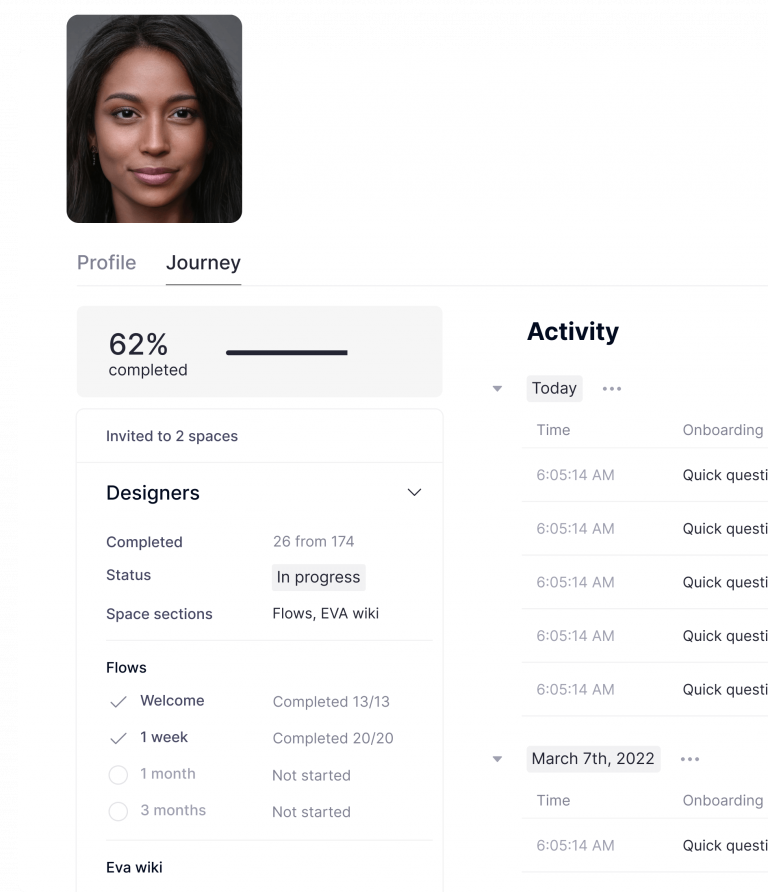 Profile Journey
62%
completed
Invited to 2 spaces
Designers
Completed 26 from 174
Status In progress
Space sections Flows, EVA wiki
Flows
Welcome Completed 13/13
1 week Completed 20/20
1 month Not started
3 months Not started
Eva wiki
Activity
Today
Time Onboarding
6:05:14 AM Quick questi
6:05:14 AM Quick questi
6:05:14 AM Quick questi
6:05:14 AM Quick questi
6:05:14 AM Quick questi
March 7th, 2022
Time Onboarding
6:05:14 AM Quick questi